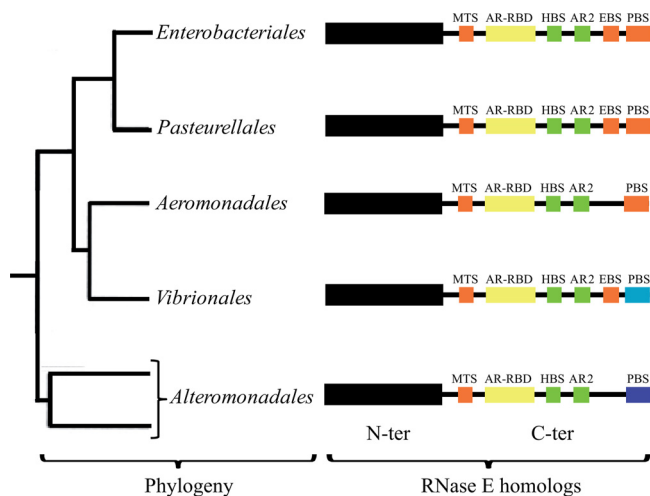 Enterobacteriales
MTS AR-RBD HBS AR2 EBS PBS
Pasteurellales
MTS AR-RBD HBS AR2 EBS PBS
Aeromonadales
MTS AR-RBD HBS AR2 PBS
Vibrionales
MTS AR-RBD HBS AR2 EBS PBS
Alteromonadales
MTS AR-RBD HBS AR2 PBS
N-ter C-ter
Phylogeny RNase E homologs